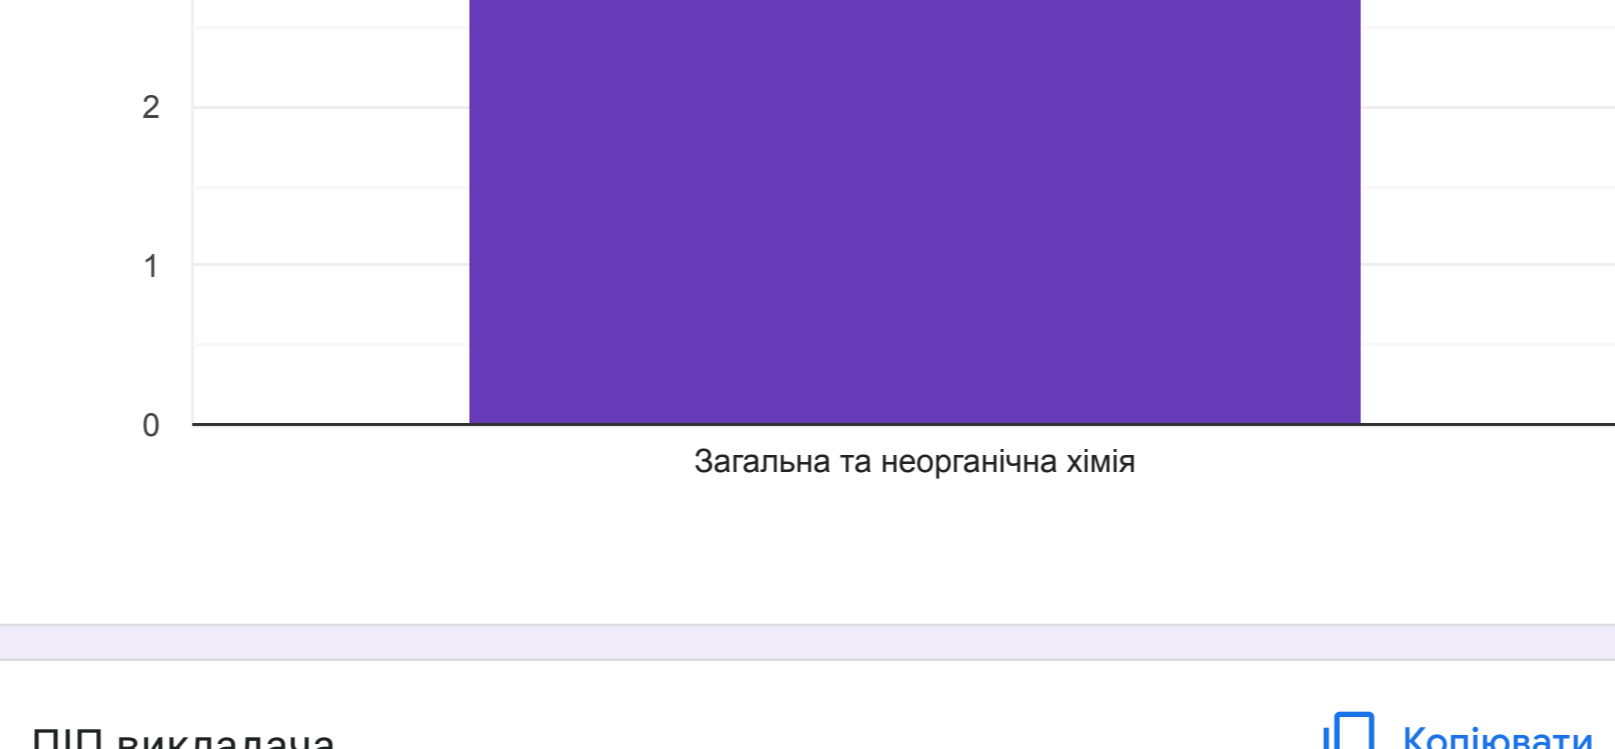 2
1
0
Загальна та неорганічна хімія
ПІП викладача
Копіювати